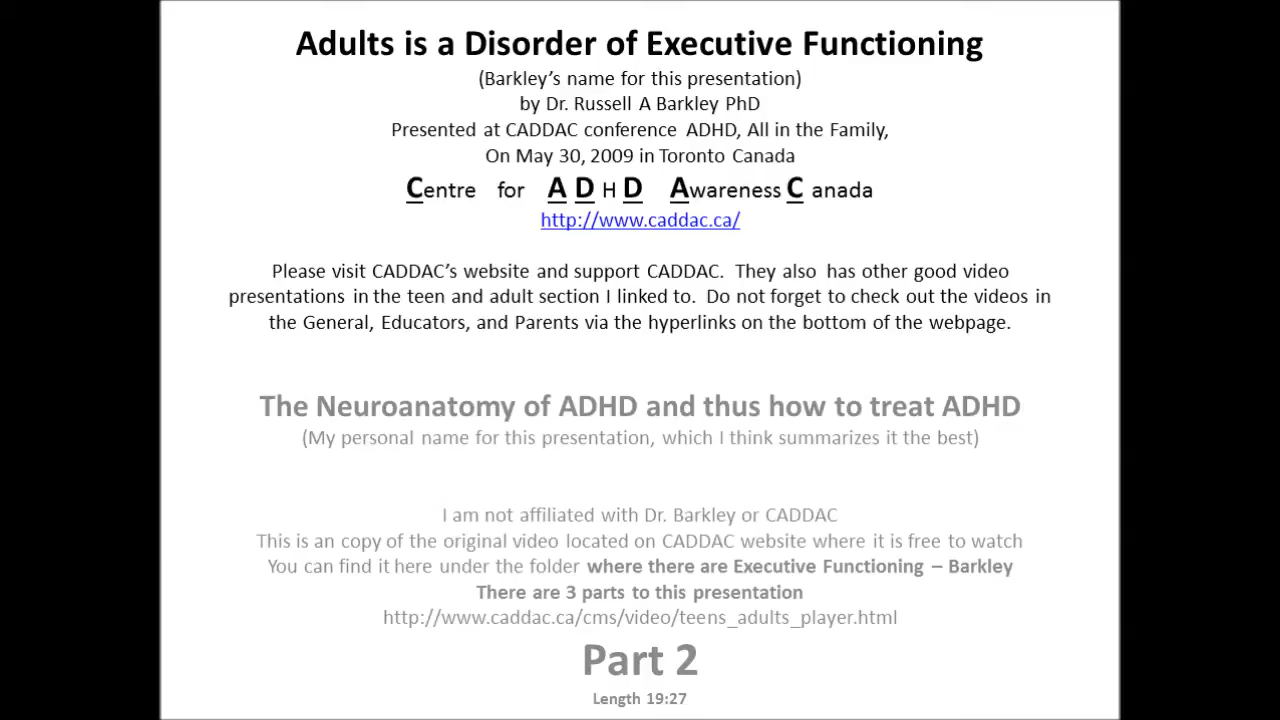 Adults is a Disorder of Executive Functioning
(Barkley’s name for this presentation)
by Dr. Russell A Barkley PhD
Presented at CADDAC conference ADHD, All in the Family,
On May 30, 2009 in Toronto Canada
Centre for A D H D Awareness C anada
http://www.caddac.ca/
Please visit CADDAC’s website and support CADDAC. They also has other good video
presentations in the teen and adult section I linked to. Do not forget to check out the videos in
the General, Educators, and Parents via the hyperlinks on the bottom of the webpage.
The Neuroanatomy of ADHD and thus how to treat ADHD
(My personal name for this presentation, which I think summarizes it the best)
I am not affiliated with Dr. Barkley or CADDAC
This is an copy of the original video located on CADDAC website where it is free to watch
You can find it here under the folder where there are Executive Functioning – Barkley
There are 3 parts to this presentation
http://www.caddac.ca/cms/video/teens_adults_player.html
Part 2
Length 19:27